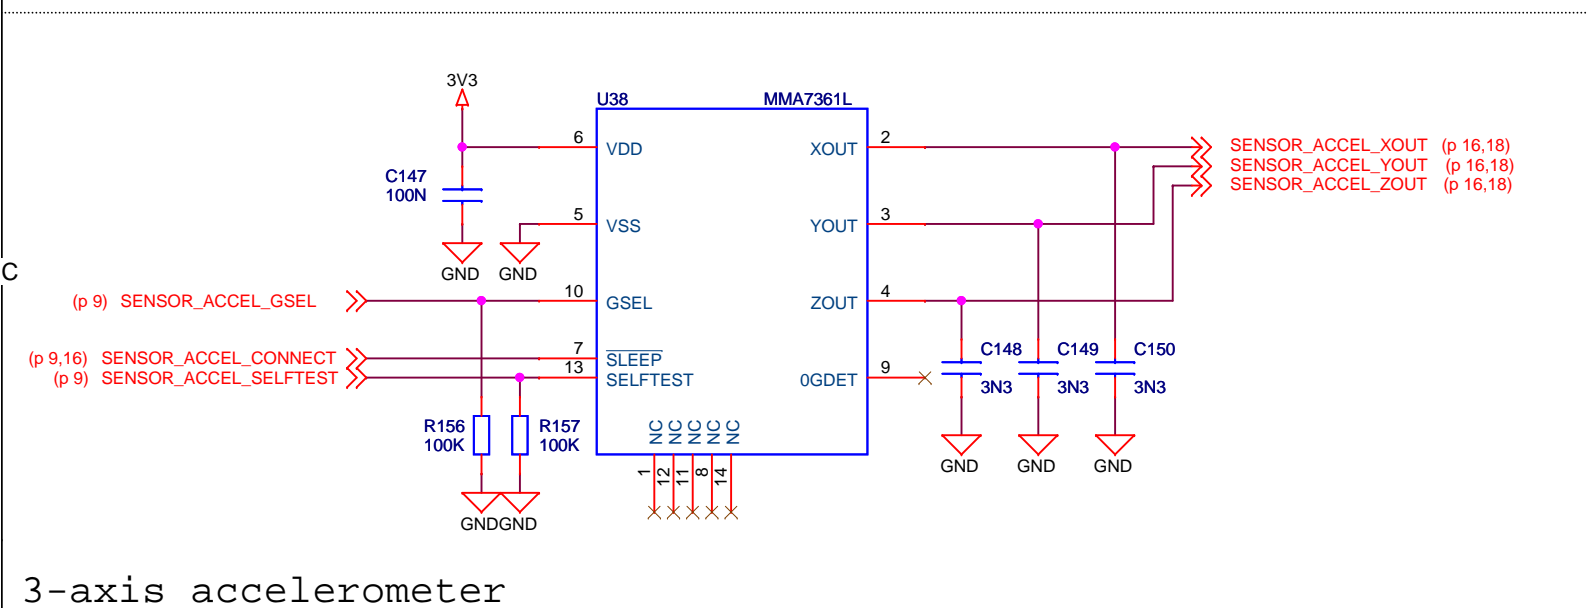 3V3
U38 MMA7361L
6 VDD XOUT 2
SENSOR_ACCEL_XOUT (p 16,18)
SENSOR_ACCEL_YOUT (p 16,18)
SENSOR_ACCEL_ZOUT (p 16,18)
C147
100N
5 VSS YOUT 3
GND GND
C
(p 9) SENSOR_ACCEL_GSEL 10 GSEL ZOUT 4
(p 9,16) SENSOR_ACCEL_CONNECT 7 SLEEP
(p 9) SENSOR_ACCEL_SELFTEST 13 SELFTEST 0GDET 9
C148 C149 C150
3N3 3N3 3N3
R156 R157
100K 100K
NC NC NC NC NC
1 12 11 8 14
GND GND GND
GND GND
3-axis accelerometer